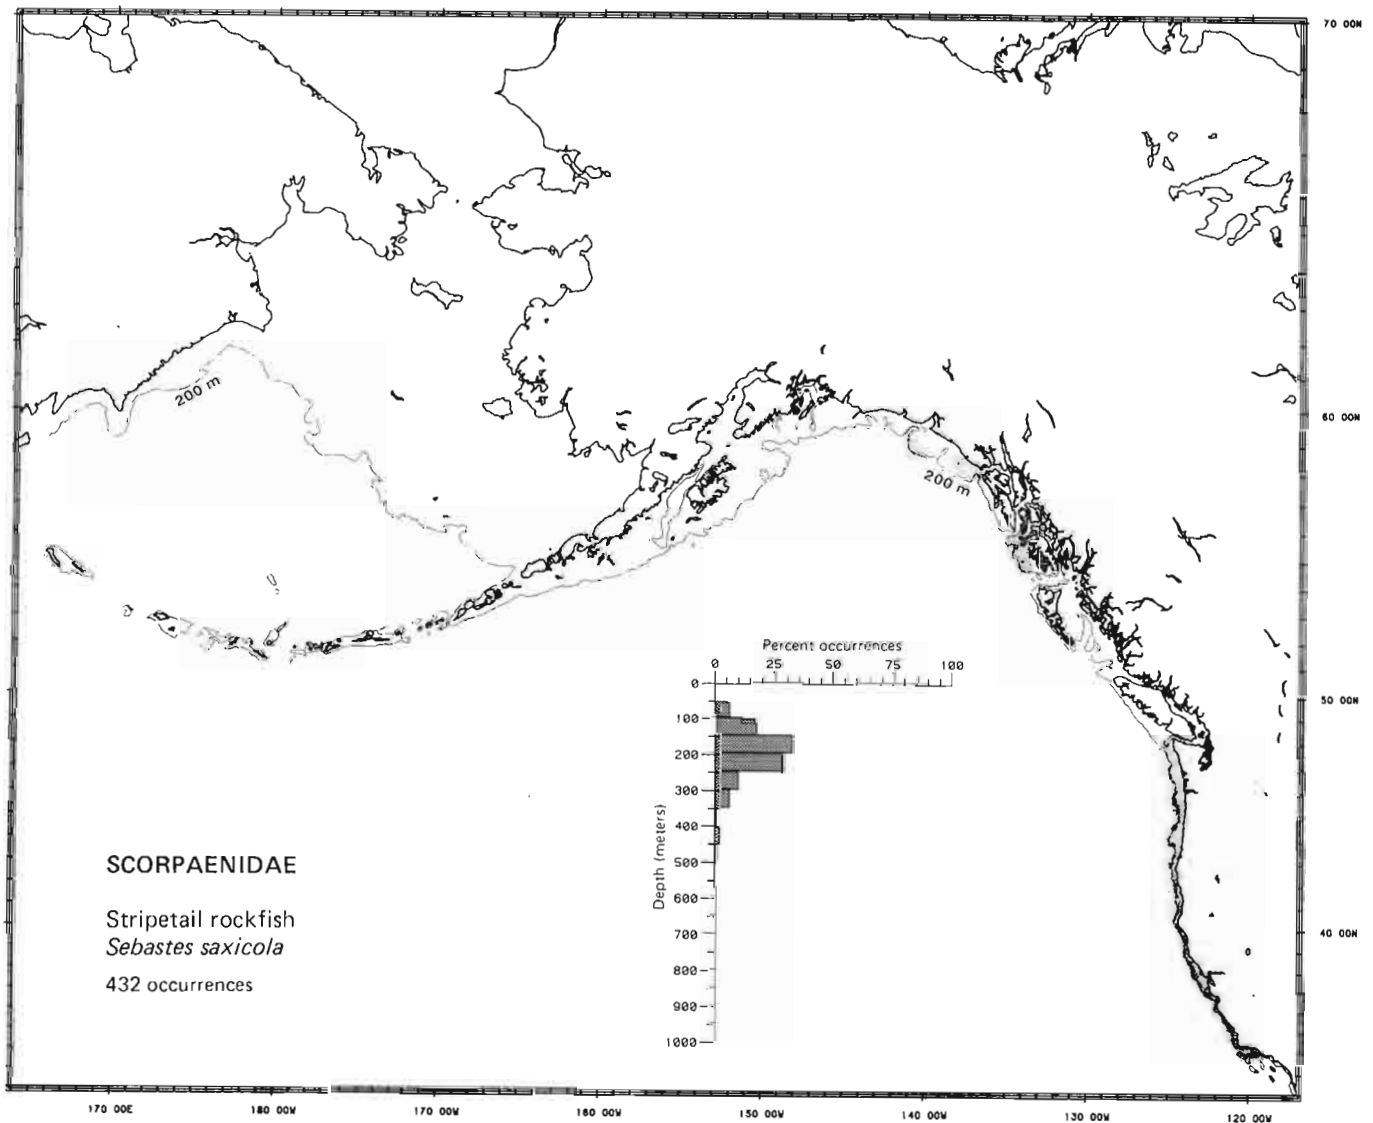 70 00N
200 m
60 00N
200 m
Percent occurrences
0 25 50 75 100
0
50 00N
100
200
300
400
Depth (meters)
500
600
700
800
900
1000
SCORPAENIDAE
Stripetail rockfish
Sebastes saxicola
432 occurrences
40 00N
170 00E 180 00W 170 00W 160 00W 150 00W 140 00W 130 00W 120 00W